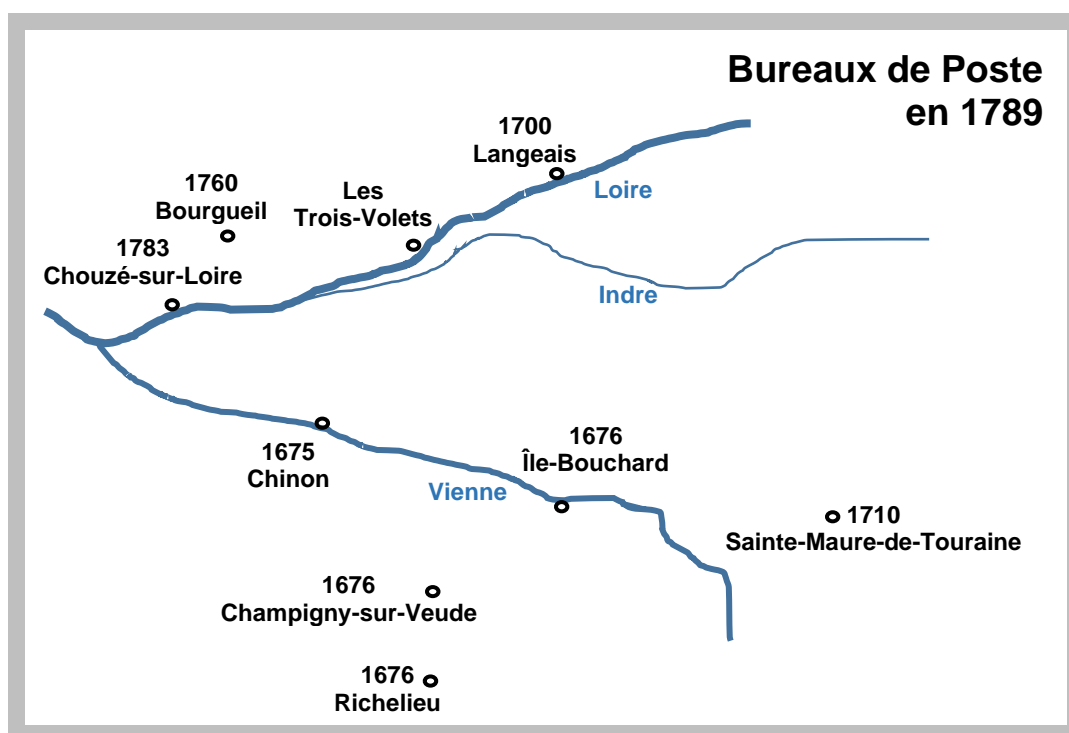 Bureaux de Poste
en 1789
1700
Langeais
Loire
1760
Bourgueil
Les
Trois-Volets
1783
Chouzé-sur-Loire
Indre
1675
Chinon
1676
Île-Bouchard
Vienne
1710
Sainte-Maure-de-Touraine
1676
Champigny-sur-Veude
1676
Richelieu